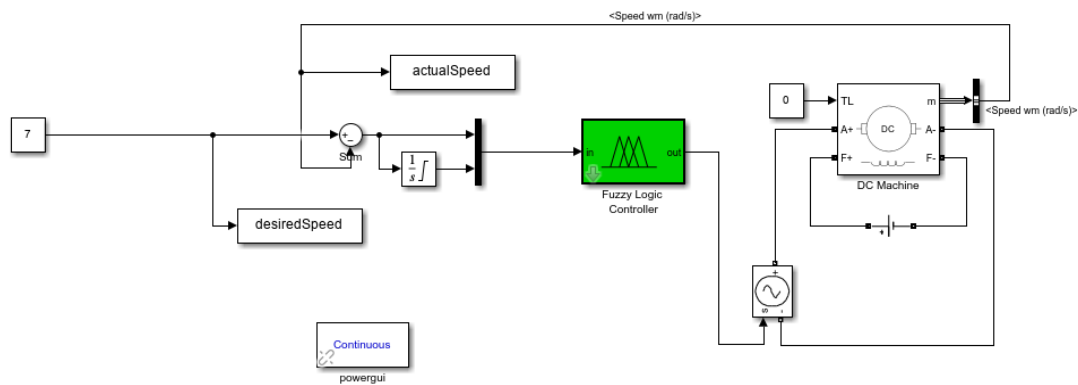 <Speed wm (rad/s)>
actualSpeed
0
TL
m
<Speed wm (rad/s)>
DC
A+
A-
F+
F-
DC Machine
+
7
+
−
Sum
1
s
∫
in
out
Fuzzy Logic
Controller
desiredSpeed
+
s
-
Continuous
powergui